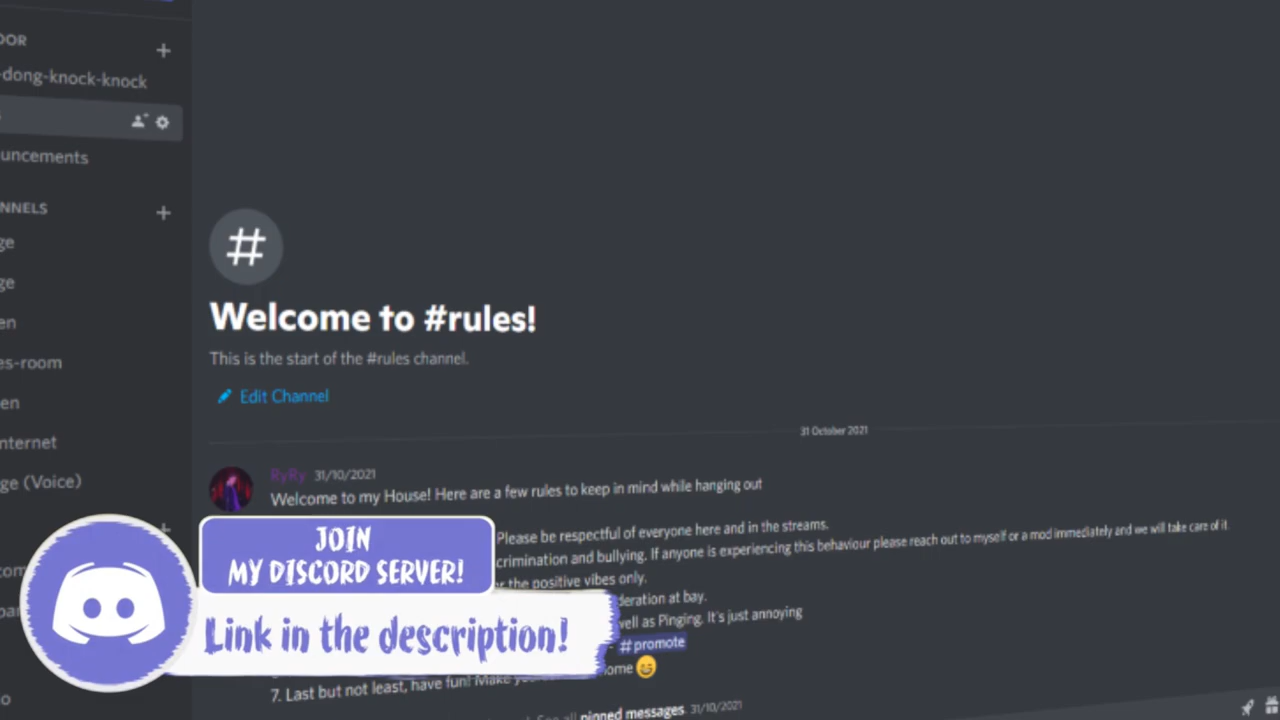 OOR
-dong-knock-knock
uncements
NNELS
ge
ge
en
es-room
en
nternet
ge (Voice)
Welcome to #rules!
This is the start of the #rules channel.
Edit Channel
31 October 2021
RyRy 31/10/2021
Welcome to my House! Here are a few rules to keep in mind while hanging out
Please be respectful of everyone here and in the streams.
crimination and bullying. If anyone is experiencing this behaviour please reach out to myself or a mod immediately and we will take care of it
the positive vibes only.
deration at bay.
well as Pinging. It's just annoying
- #promote
ome 😄
7. Last but not least, have fun! Make
See all pinned messages. 31/10/2021
JOIN
MY DISCORD SERVER!
Link in the description!